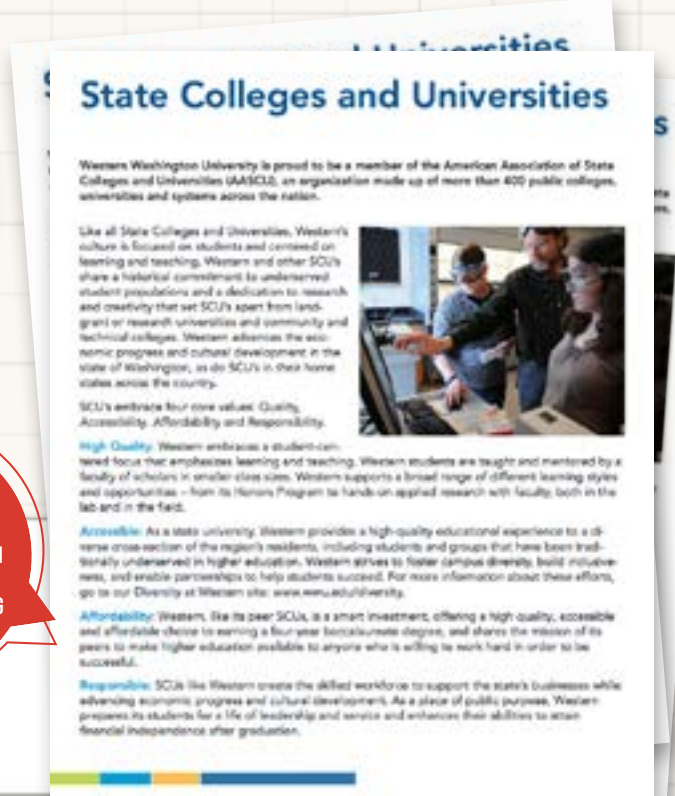 State Colleges and Universities
Western Washington University is proud to be a member of the American Association of State
Colleges and Universities (AASCU), an organization made up of more than 400 public colleges,
universities and systems across the nation.
Like all State Colleges and Universities, Western's
culture is focused on students and centered on
learning and teaching. Western and other SCU's
share a historical commitment to underserved
student populations and a dedication to research
and creativity that set SCU's apart from land-
grant or research universities and community and
technical colleges. Western advances the eco-
nomic progress and cultural development in the
state of Washington, as do SCU's in their home
states across the country.
SCU's embrace four core values: Quality,
Accessibility, Affordability and Responsibility.
High Quality: Western embraces a student-cen-
tered focus that emphasizes learning and teaching. Western students are taught and mentored by a
faculty of scholars in smaller class sizes. Western supports a broad range of different learning styles
and opportunities – from its Honors Program to hands-on applied research with faculty, both in the
lab and in the field.
Accessible: As a state university, Western provides a high-quality educational experience to a di-
verse cross-section of the region's residents, including students and groups that have been tradi-
tionally underserved in higher education. Western strives to foster campus diversity, build inclusive-
ness, and enable partnerships to help students succeed. For more information about these efforts,
go to our Diversity at Western site: www.wwu.edu/diversity.
Affordability: Western, like its peer SCUs, is a smart investment, offering a high quality, accessible
and affordable choice to earning a four-year baccalaureate degree, and shares the mission of its
peers to make higher education available to anyone who is willing to work hard in order to be
successful.
Responsible: SCUs like Western create the skilled workforce to support the state's businesses while
advancing economic progress and cultural development. As a place of public purpose, Western
prepares its students for a life of leadership and service and enhances their abilities to attain
financial independence after graduation.